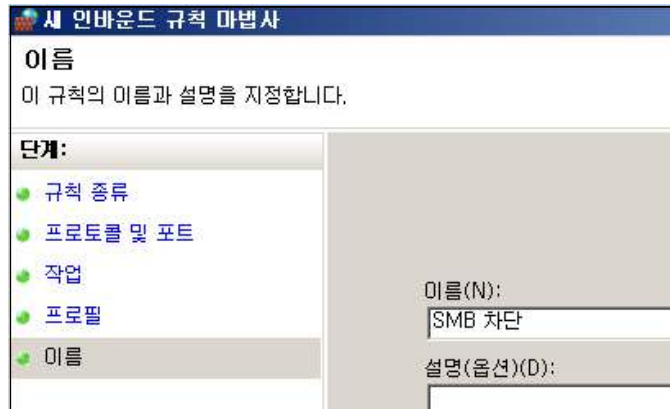 새 인바운드 규칙 마법사
이름
이 규칙의 이름과 설명을 지정합니다.
단계:
규칙 종류
프로토콜 및 포트
작업
프로필
이름
이름(N):
SMB 차단
설명(옵션)(D):